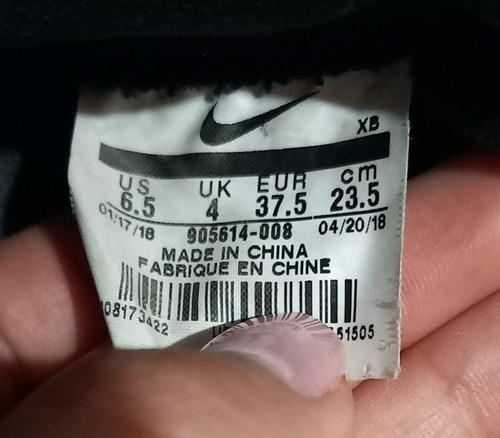 XB
US UK EUR cm
6.5 4 37.5 23.5
01/17/18 905614-008 04/20/18
MADE IN CHINA
FABRIQUE EN CHINE
08173422 51505